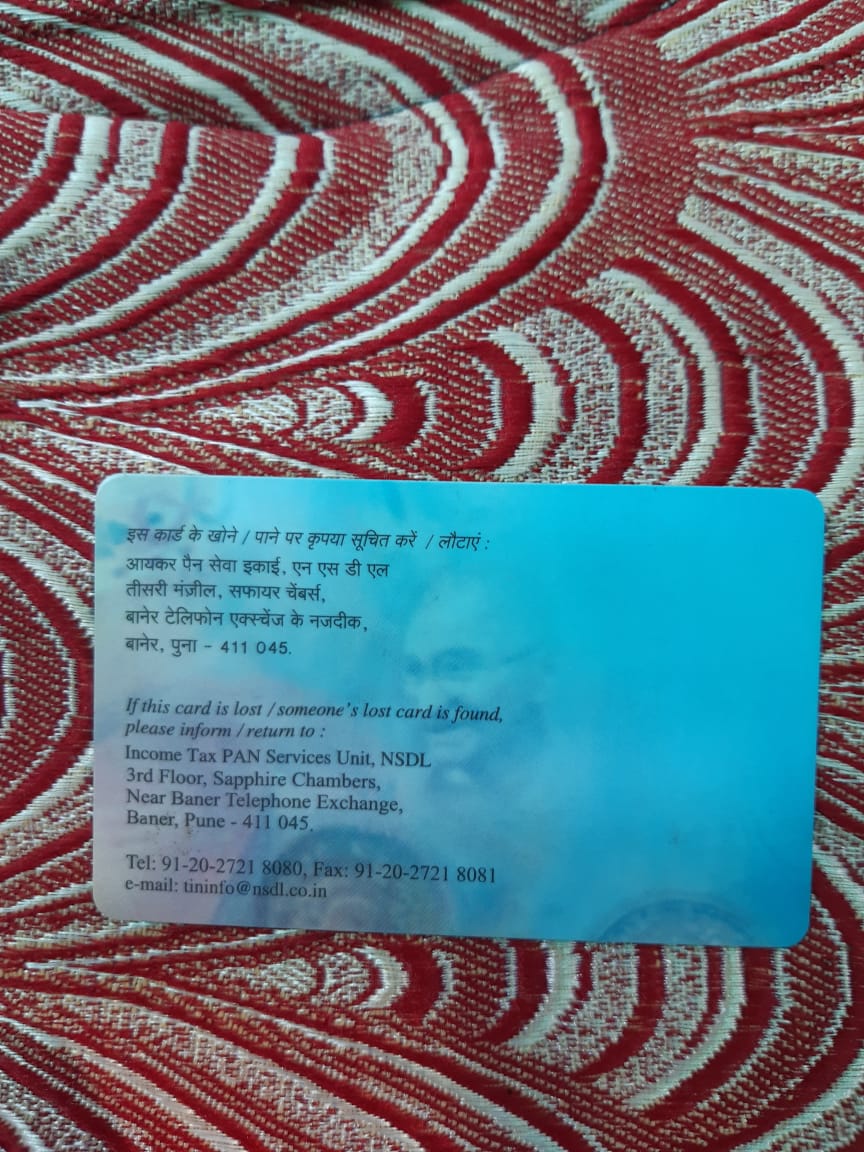 इस कार्ड के खोने / पाने पर कृपया सूचित करें / लौटाएं :
आयकर पैन सेवा इकाई, एन एस डी एल
तीसरी मंज़ील, सफायर चेंबर्स,
बानेर टेलिफोन एक्स्चेंज के नजदीक,
बानेर, पुना - 411 045.
If this card is lost / someone's lost card is found,
please inform / return to :
Income Tax PAN Services Unit, NSDL
3rd Floor, Sapphire Chambers,
Near Baner Telephone Exchange,
Baner, Pune - 411 045.
Tel: 91-20-2721 8080, Fax: 91-20-2721 8081
e-mail: tininfo@nsdl.co.in